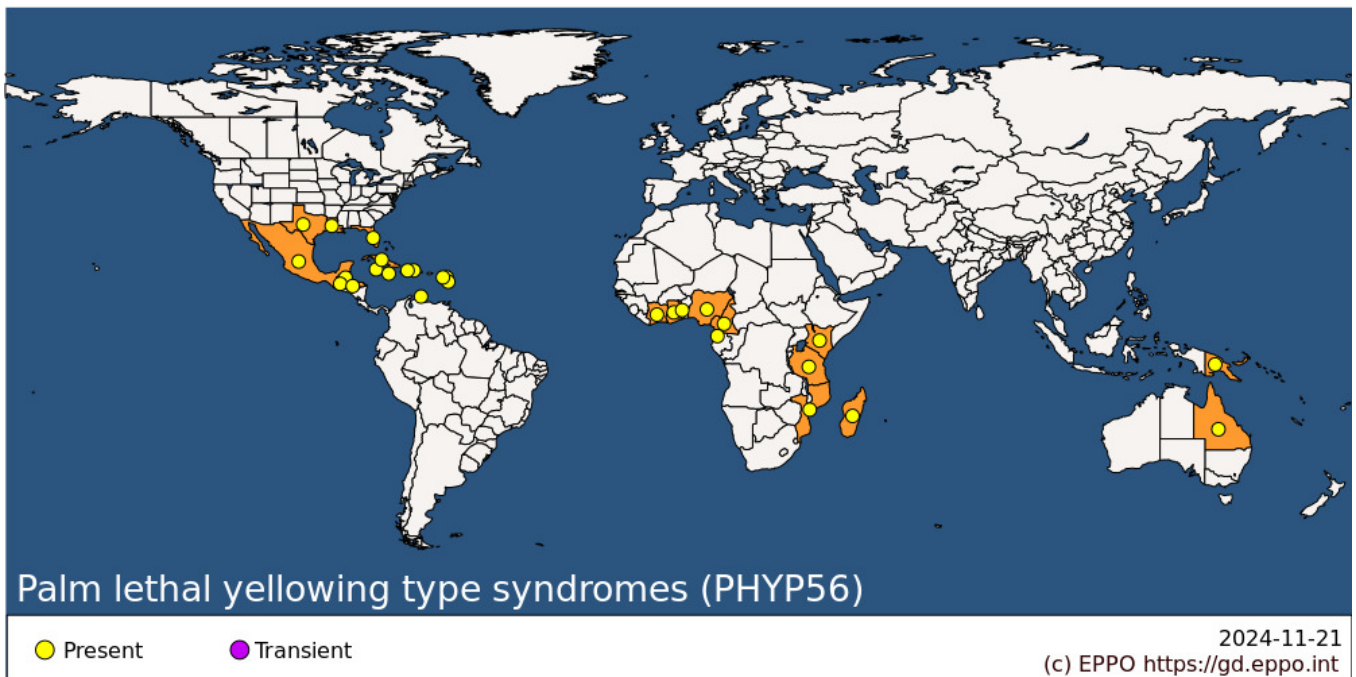 Palm lethal yellowing type syndromes (PHYP56)
Present
Transient
2024-11-21
(c) EPPO https://gd.eppo.int